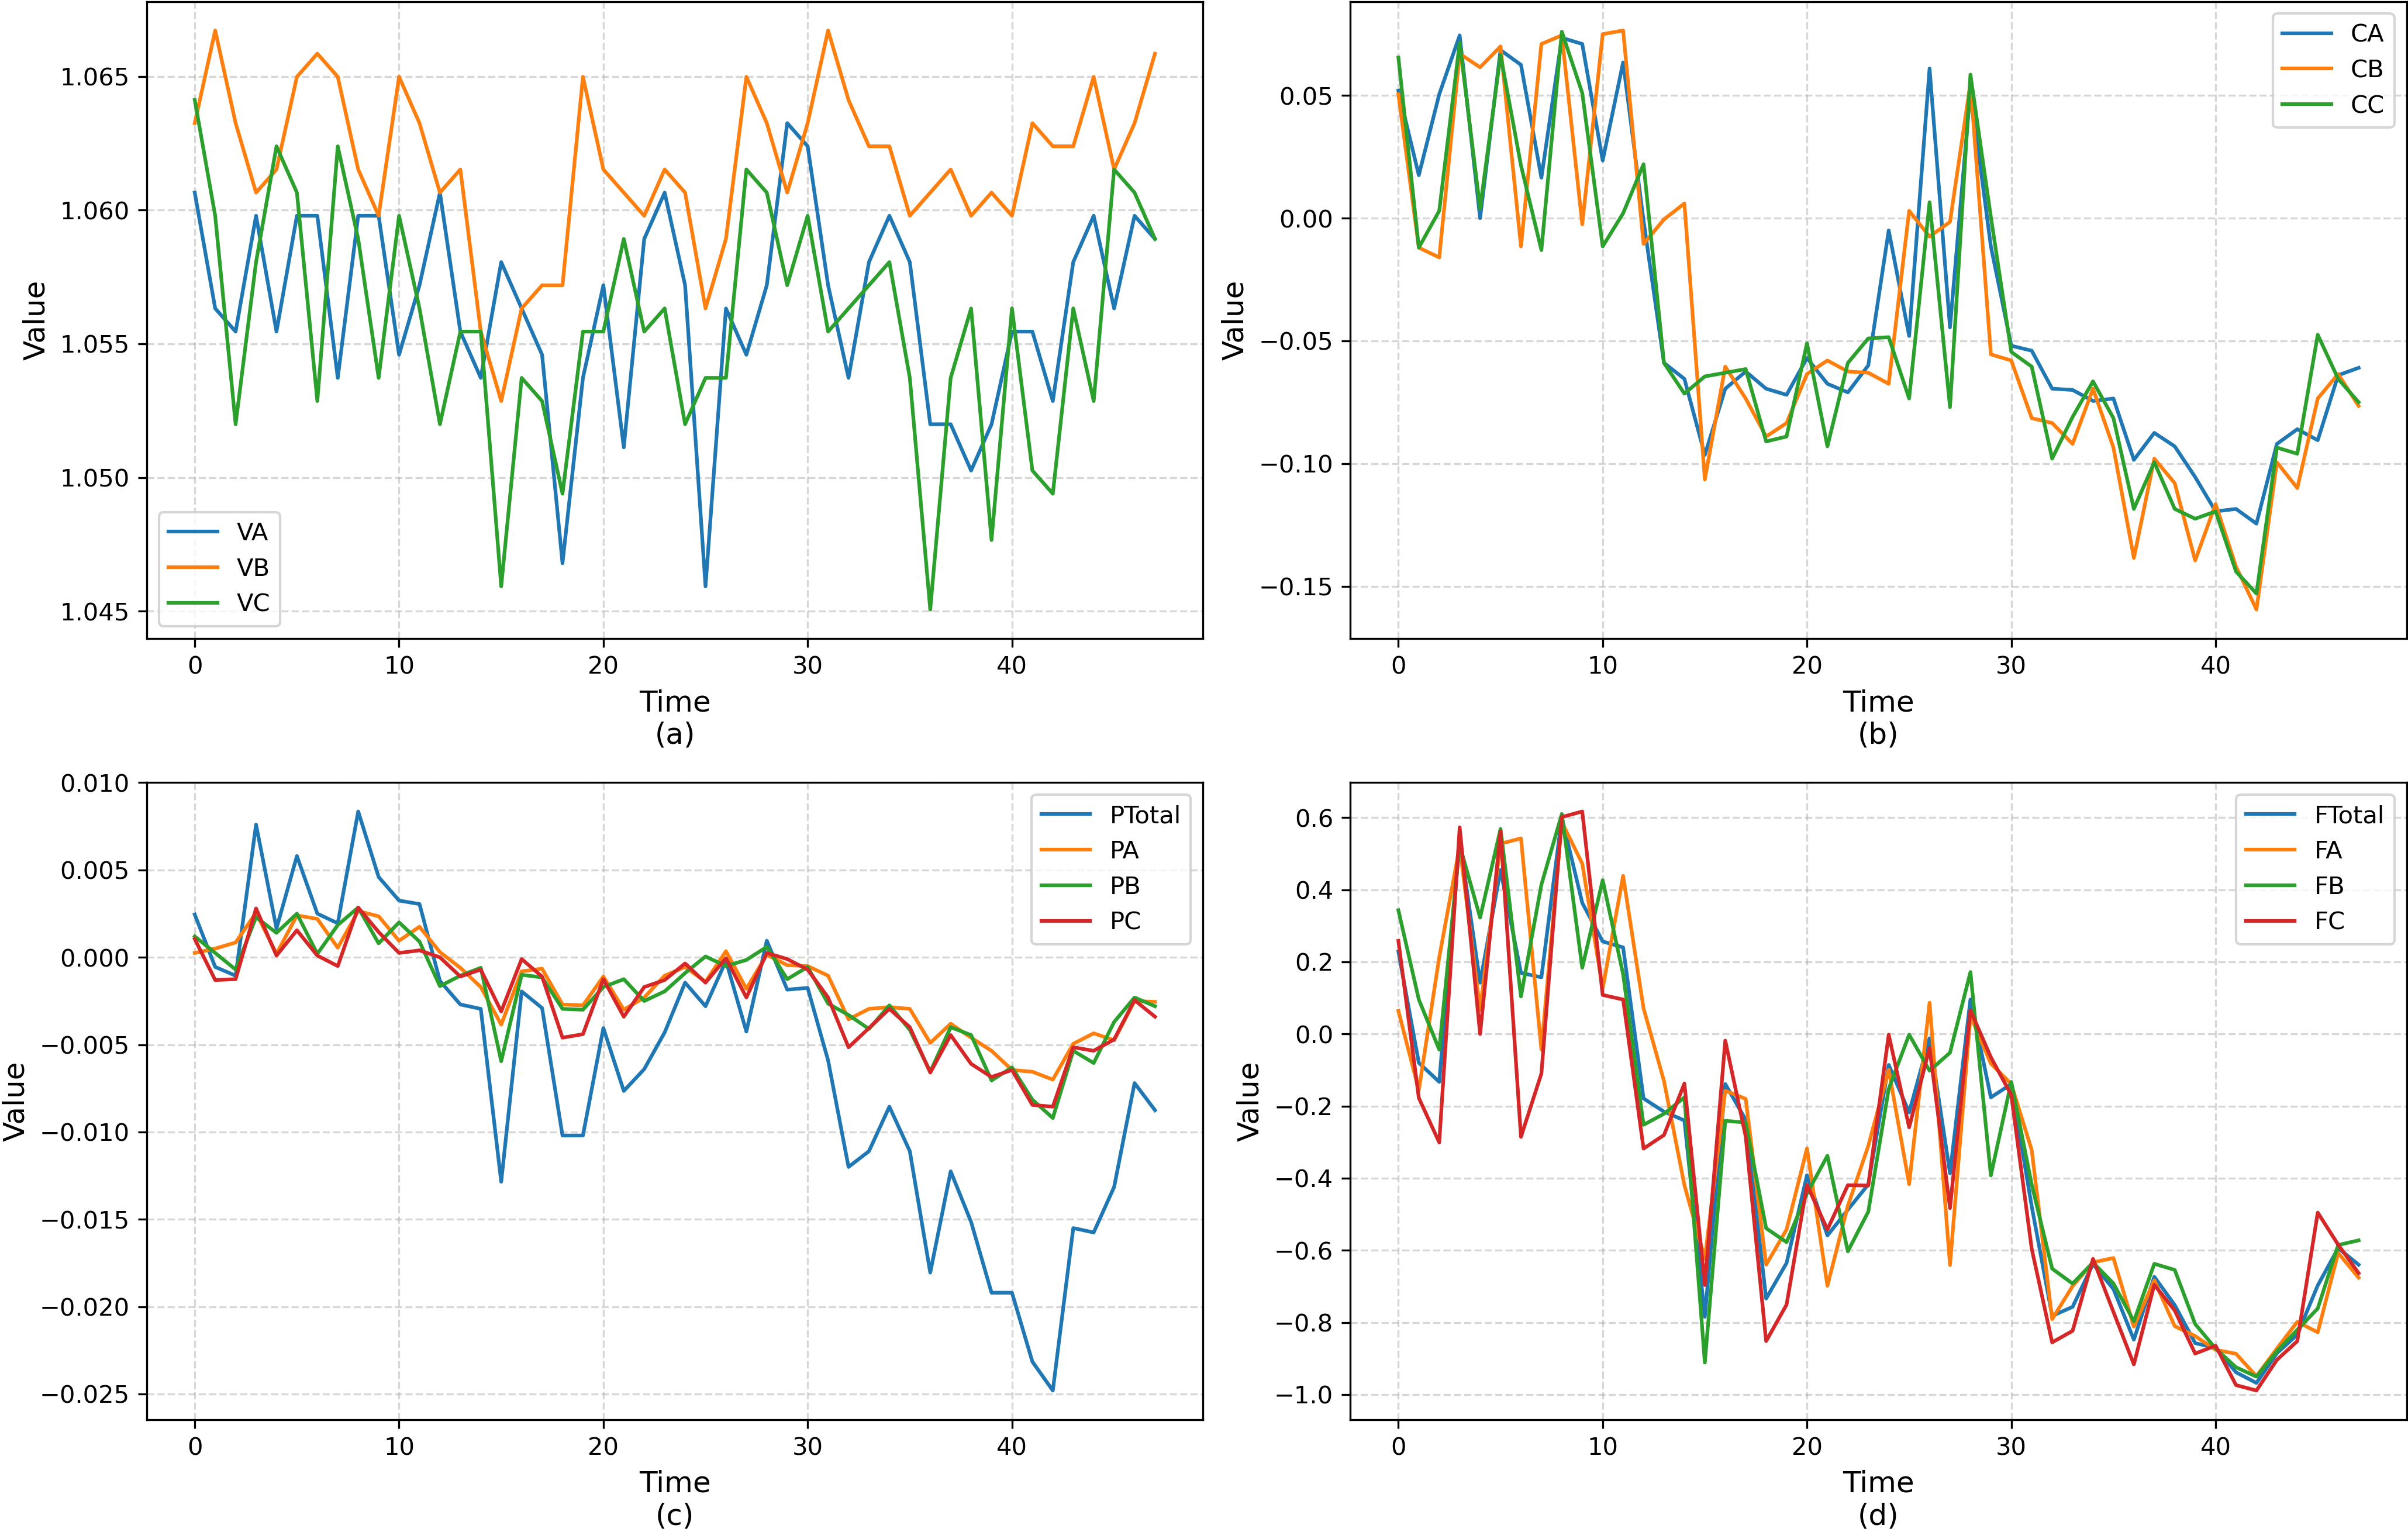 1.065
1.060
1.055
1.050
1.045
Value
VA
VB
VC
0 10 20 30 40
Time
(a)
0.05
0.00
−0.05
−0.10
−0.15
Value
CA
CB
CC
0 10 20 30 40
Time
(b)
0.010
0.005
0.000
−0.005
−0.010
−0.015
−0.020
−0.025
Value
PTotal
PA
PB
PC
0 10 20 30 40
Time
(c)
0.6
0.4
0.2
0.0
−0.2
−0.4
−0.6
−0.8
−1.0
Value
FTotal
FA
FB
FC
0 10 20 30 40
Time
(d)